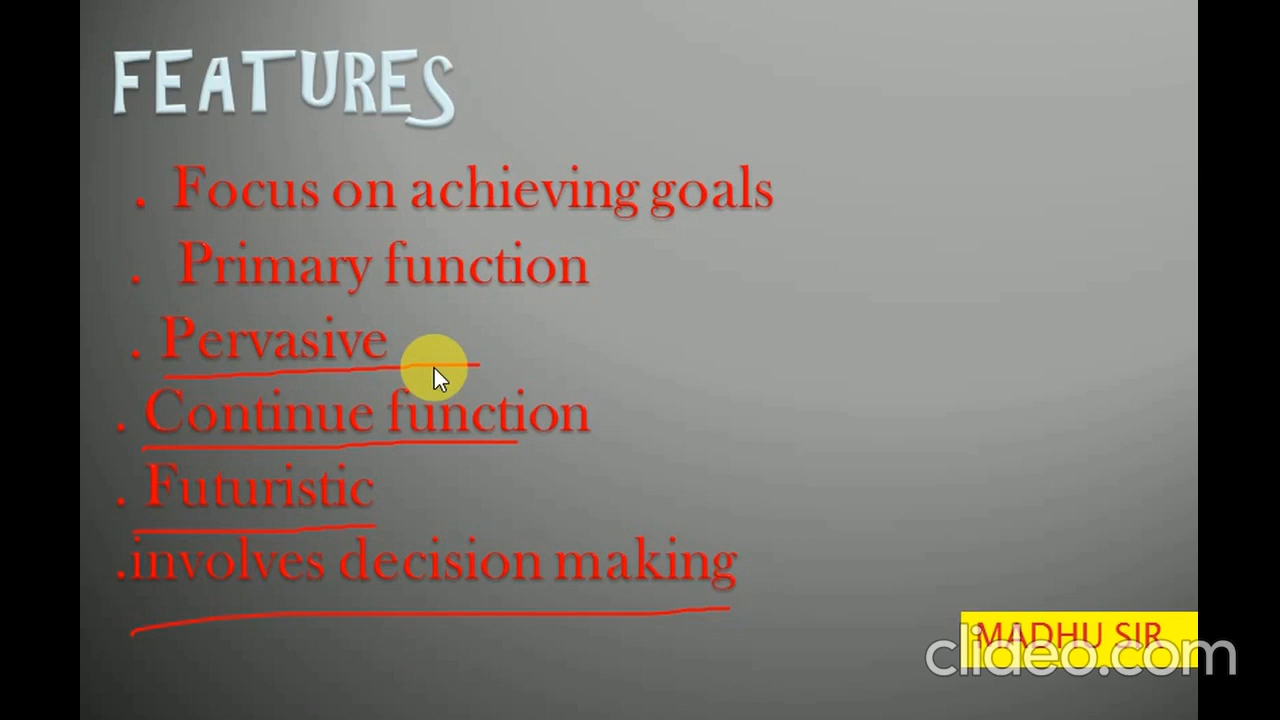 FEATURES
. Focus on achieving goals
. Primary function
. Pervasive
. Continue function
. Futuristic
.involves decision making
MADHU SIR
clideo.com